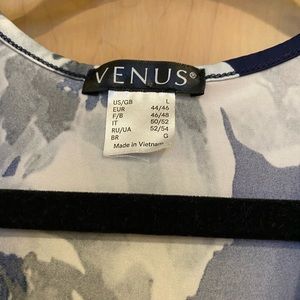 VENUS®
US/GB L
EUR 44/46
F/B 46/48
IT 50/52
RU/UA 52/54
BR G
Made in Vietnam